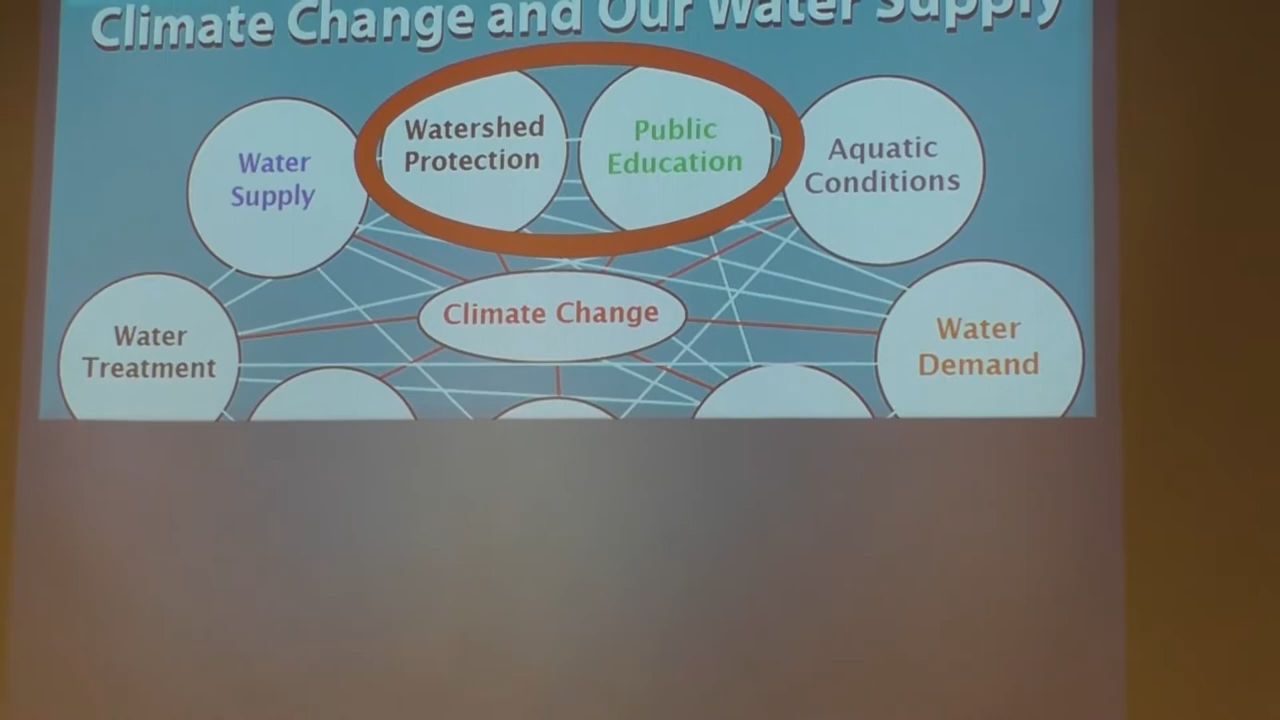 Climate Change and Our Water Supply
Watershed
Protection
Public
Education
Water
Supply
Aquatic
Conditions
Climate Change
Water
Treatment
Water
Demand